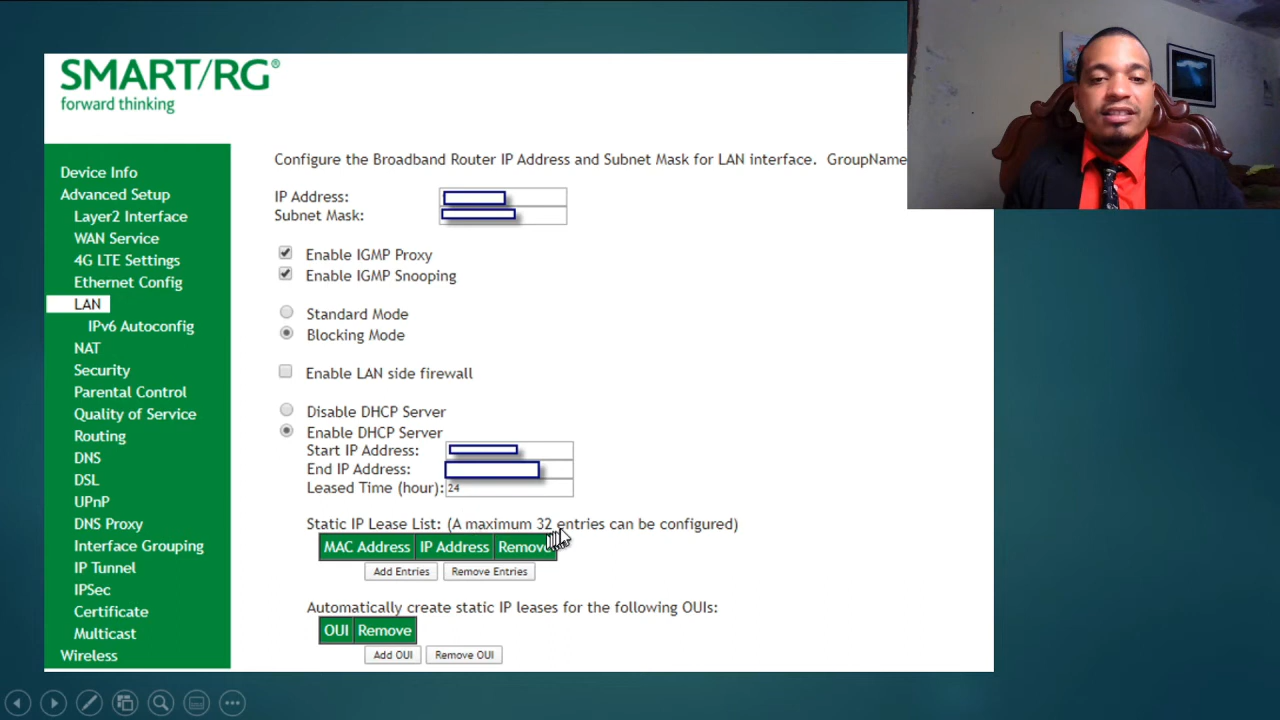 SMART/RG®
forward thinking
Device Info
Advanced Setup
Layer2 Interface
WAN Service
4G LTE Settings
Ethernet Config
LAN
IPv6 Autoconfig
NAT
Security
Parental Control
Quality of Service
Routing
DNS
DSL
UPnP
DNS Proxy
Interface Grouping
IP Tunnel
IPSec
Certificate
Multicast
Wireless
Configure the Broadband Router IP Address and Subnet Mask for LAN interface. GroupName
IP Address:
Subnet Mask:
Enable IGMP Proxy
Enable IGMP Snooping
Standard Mode
Blocking Mode
Enable LAN side firewall
Disable DHCP Server
Enable DHCP Server
Start IP Address:
End IP Address:
Leased Time (hour): 24
Static IP Lease List: (A maximum 32 entries can be configured)
MAC Address IP Address Remove
Add Entries Remove Entries
Automatically create static IP leases for the following OUIs:
OUI Remove
Add OUI Remove OUI